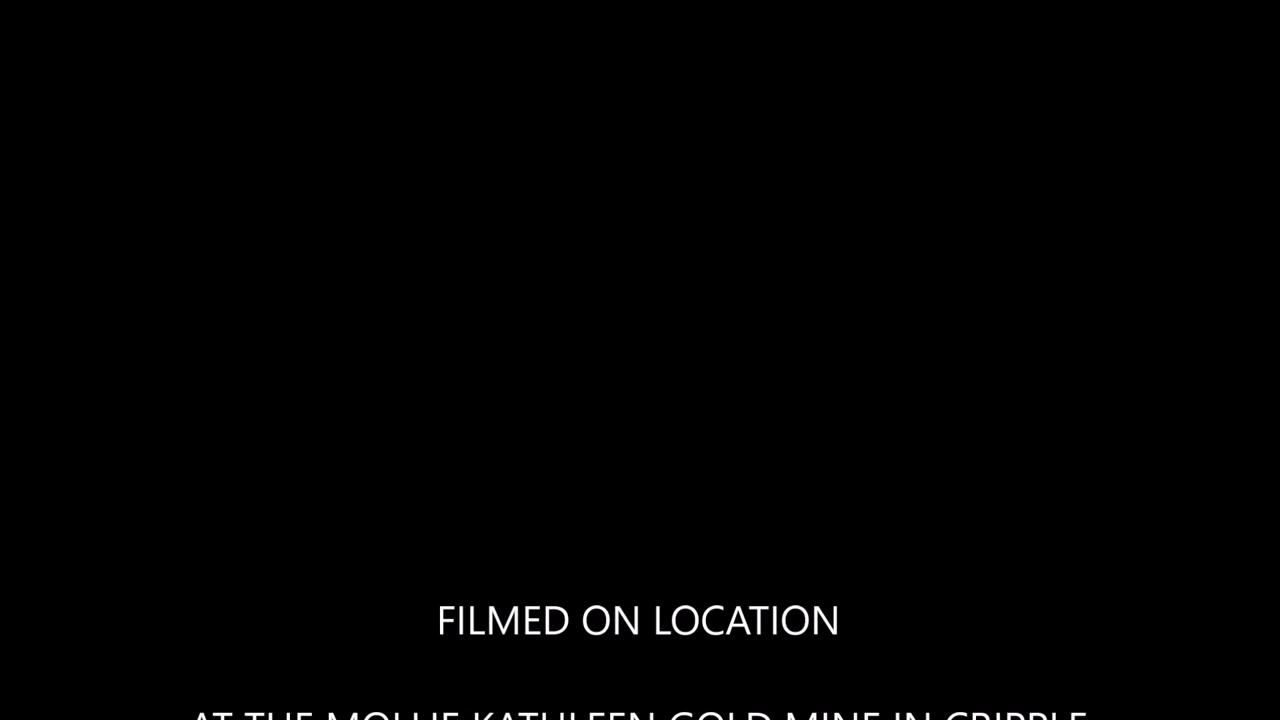 FILMED ON LOCATION
AT THE MOLLIE KATHLEEN GOLD MINE IN CRIPPLE